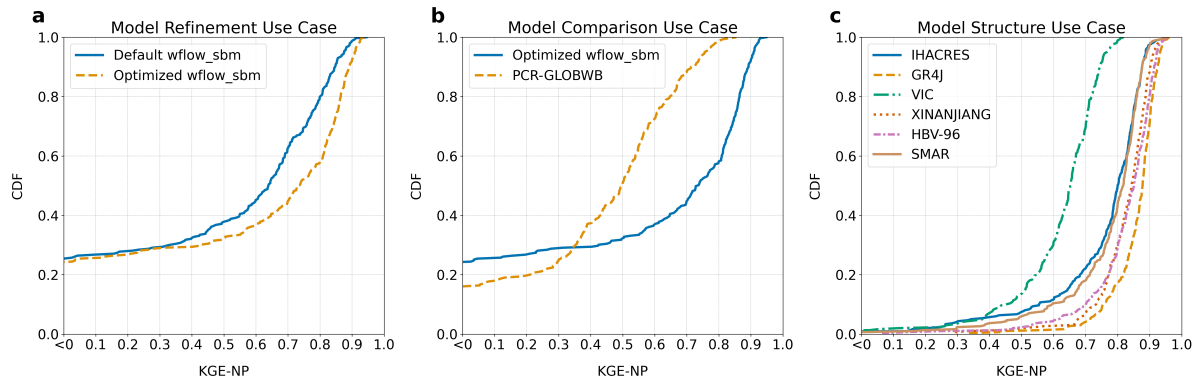 a
Model Refinement Use Case
Default wflow_sbm
Optimized wflow_sbm
CDF
1.0
0.8
0.6
0.4
0.2
0.0
<0 0.1 0.2 0.3 0.4 0.5 0.6 0.7 0.8 0.9 1.0
KGE-NP
b
Model Comparison Use Case
Optimized wflow_sbm
PCR-GLOBWB
CDF
1.0
0.8
0.6
0.4
0.2
0.0
<0 0.1 0.2 0.3 0.4 0.5 0.6 0.7 0.8 0.9 1.0
KGE-NP
c
Model Structure Use Case
IHACRES
GR4J
VIC
XINANJIANG
HBV-96
SMAR
CDF
1.0
0.8
0.6
0.4
0.2
0.0
<0 0.1 0.2 0.3 0.4 0.5 0.6 0.7 0.8 0.9 1.0
KGE-NP